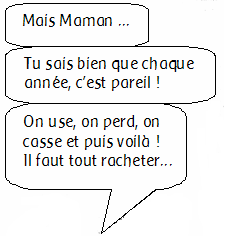 Mais Maman ...
Tu sais bien que chaque
année, c'est pareil !
On use, on perd, on
casse et puis voilà !
Il faut tout racheter...